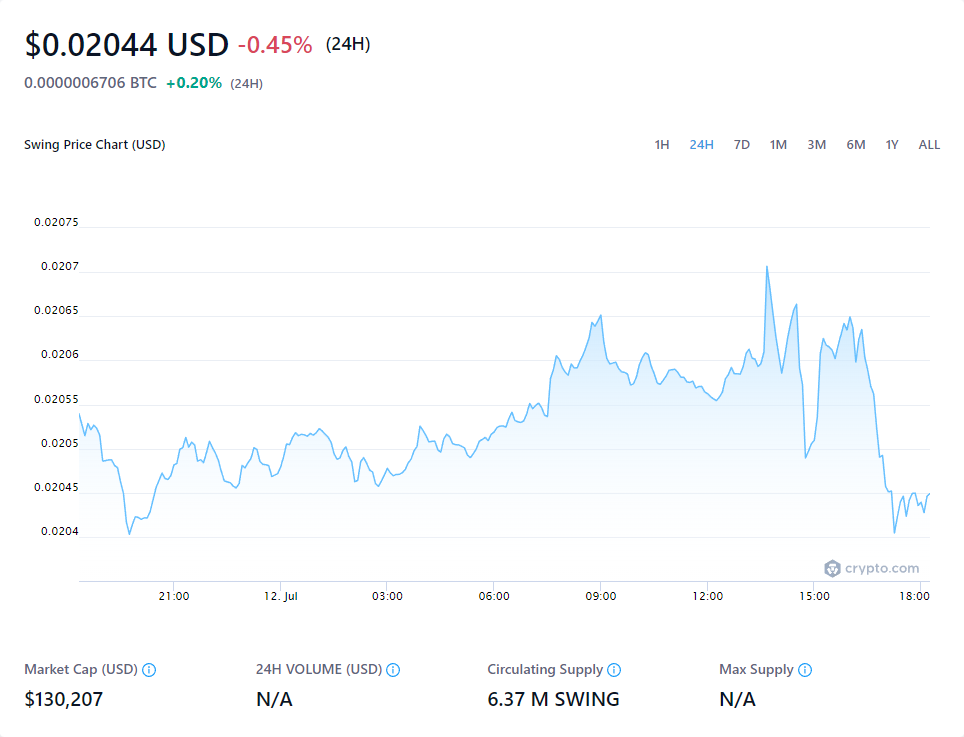 $0.02044 USD -0.45% (24H)
0.0000006706 BTC +0.20% (24H)
Swing Price Chart (USD) 1H 24H 7D 1M 3M 6M 1Y ALL
0.02075
0.0207
0.02065
0.0206
0.02055
0.0205
0.02045
0.0204
crypto.com
21:00 12. Jul 03:00 06:00 09:00 12:00 15:00 18:00
Market Cap (USD) 24H VOLUME (USD) Circulating Supply Max Supply
$130,207 N/A 6.37 M SWING N/A